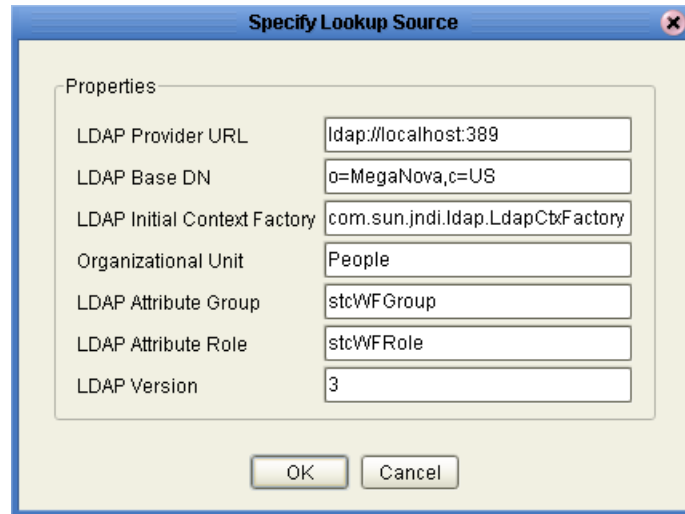 Specify Lookup Source
Properties
LDAP Provider URL ldap://localhost:389
LDAP Base DN o=MegaNova,c=US
LDAP Initial Context Factory com.sun.jndi.ldap.LdapCtxFactory
Organizational Unit People
LDAP Attribute Group stcWFGroup
LDAP Attribute Role stcWFRole
LDAP Version 3
OK Cancel